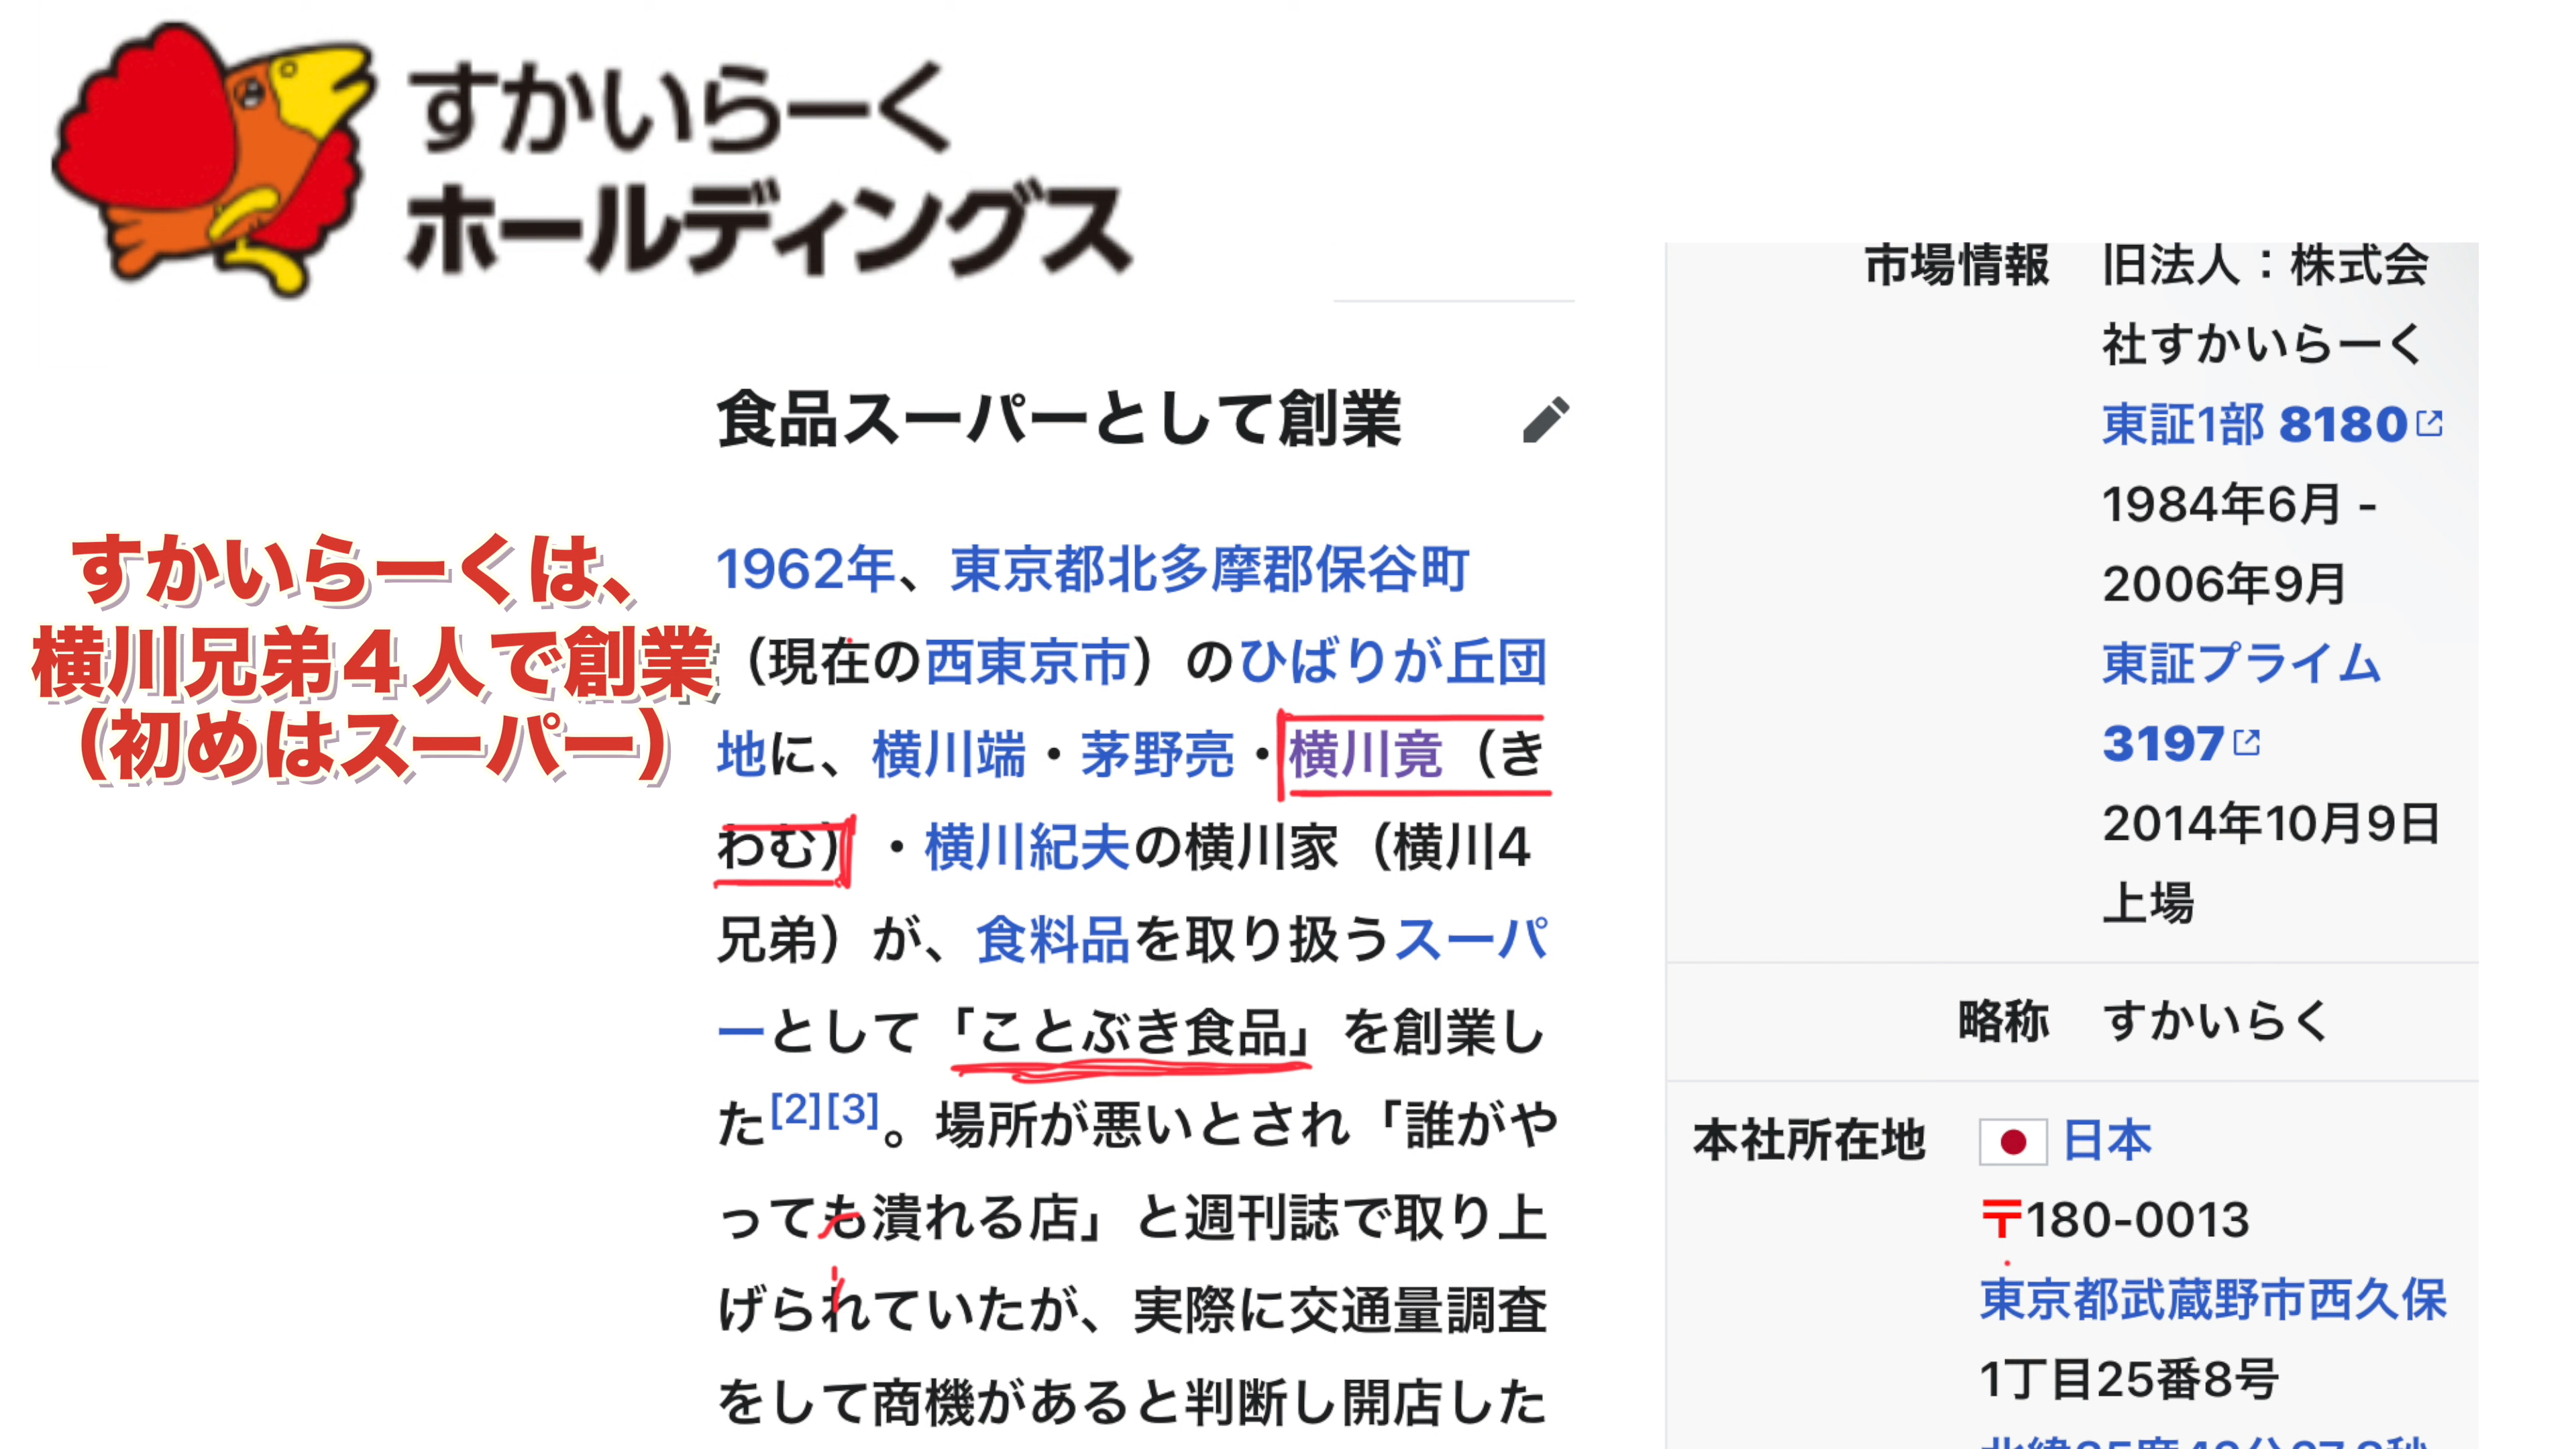 すかいらーく
ホールディングス
すかいらーくは、
横川兄弟4人で創業
（初めはスーパー）
食品スーパーとして創業
1962年、東京都北多摩郡保谷町
（現在の西東京市）のひばりが丘団
地に、横川端・茅野亮・横川竟（き
わむ）・横川紀夫の横川家（横川4
兄弟）が、食料品を取り扱うスーパ
ーとして「ことぶき食品」を創業し
た[2][3]。場所が悪いとされ「誰がや
っても潰れる店」と週刊誌で取り上
げられていたが、実際に交通量調査
をして商機があると判断し開店した
市場情報 旧法人：株式会
社すかいらーく
東証1部 8180
1984年6月 -
2006年9月
東証プライム
3197
2014年10月9日
上場
略称 すかいらく
本社所在地 日本
〒180-0013
東京都武蔵野市西久保
1丁目25番8号